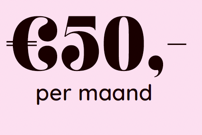 €50,-
per maand